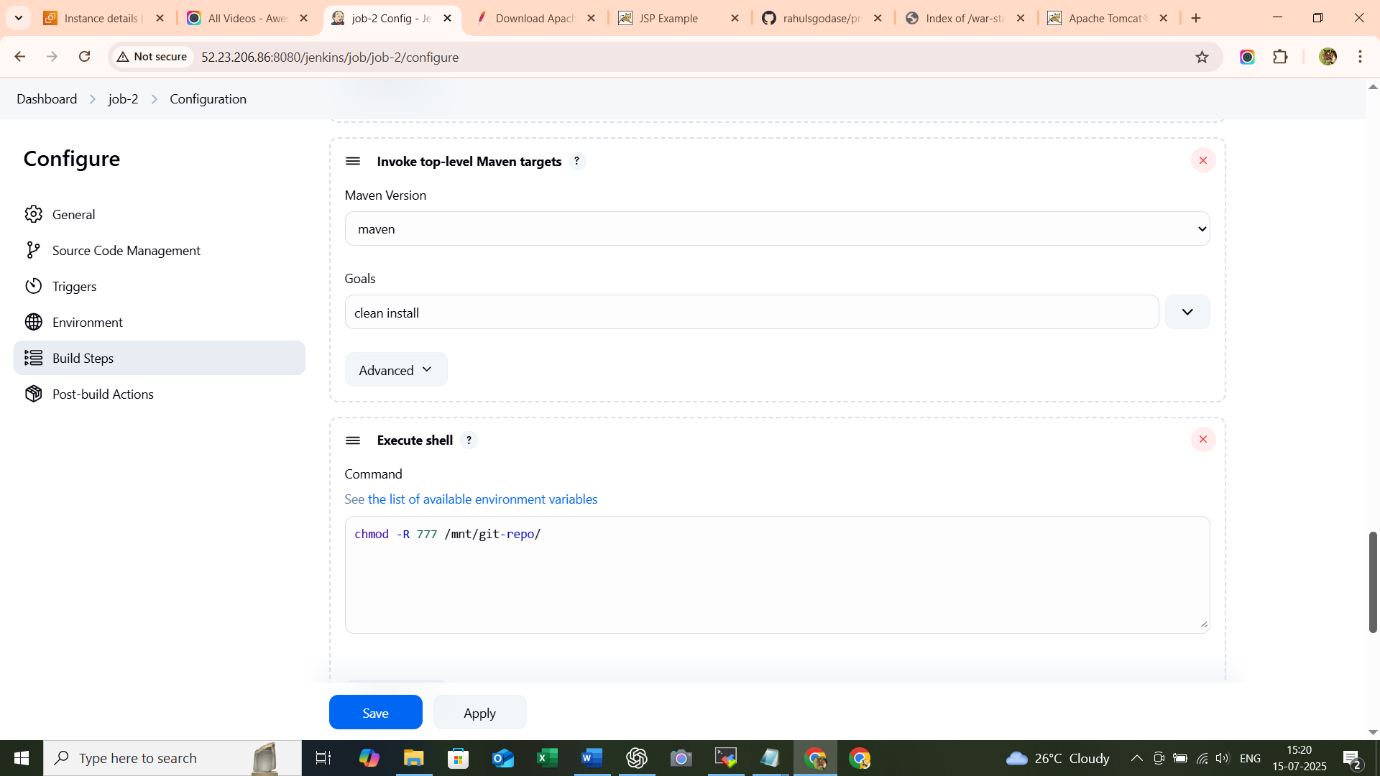 Instance details
All Videos - Awes
job-2 Config - Je
Download Apach
JSP Example
rahulsgodase/pr
Index of /war-sta
Apache Tomcat®
Not secure
52.23.206.86:8080/jenkins/job/job-2/configure
Dashboard
job-2
Configuration
Configure
General
Source Code Management
Triggers
Environment
Build Steps
Post-build Actions
Invoke top-level Maven targets ?
Maven Version
maven
Goals
clean install
Advanced
Execute shell ?
Command
See the list of available environment variables
chmod -R 777 /mnt/git-repo/
Save
Apply
Type here to search
26°C Cloudy
ENG
15:20
15-07-2025
2